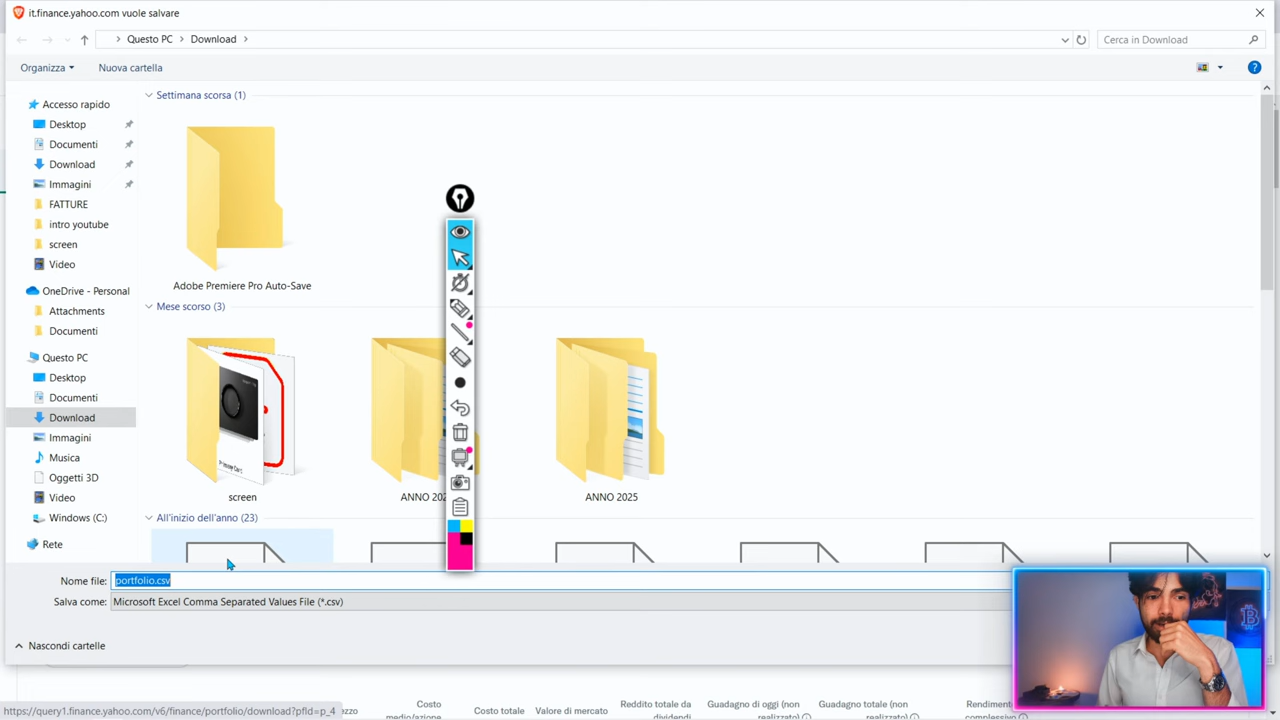 it.finance.yahoo.com vuole salvare
Questo PC
Download
Cerca in Download
Organizza
Nuova cartella
Accesso rapido
Desktop
Documenti
Download
Immagini
FATTURE
intro youtube
screen
Video
OneDrive - Personal
Attachments
Documenti
Questo PC
Desktop
Documenti
Download
Immagini
Musica
Oggetti 3D
Video
Windows (C:)
Rete
Settimana scorsa (1)
Adobe Premiere Pro Auto-Save
Mese scorso (3)
screen
ANNO 202
ANNO 2025
All'inizio dell'anno (23)
Nome file:
portfolio.csv
Salva come:
Microsoft Excel Comma Separated Values File (*.csv)
Nascondi cartelle
https://query1.finance.yahoo.com/v6/finance/portfolio/download?pfId=p_4
Costo medio/azione
Costo totale
Valore di mercato
Reddito totale da dividendi
Guadagno di oggi (non realizzato)
Guadagno totale (non realizzato)
complessivo